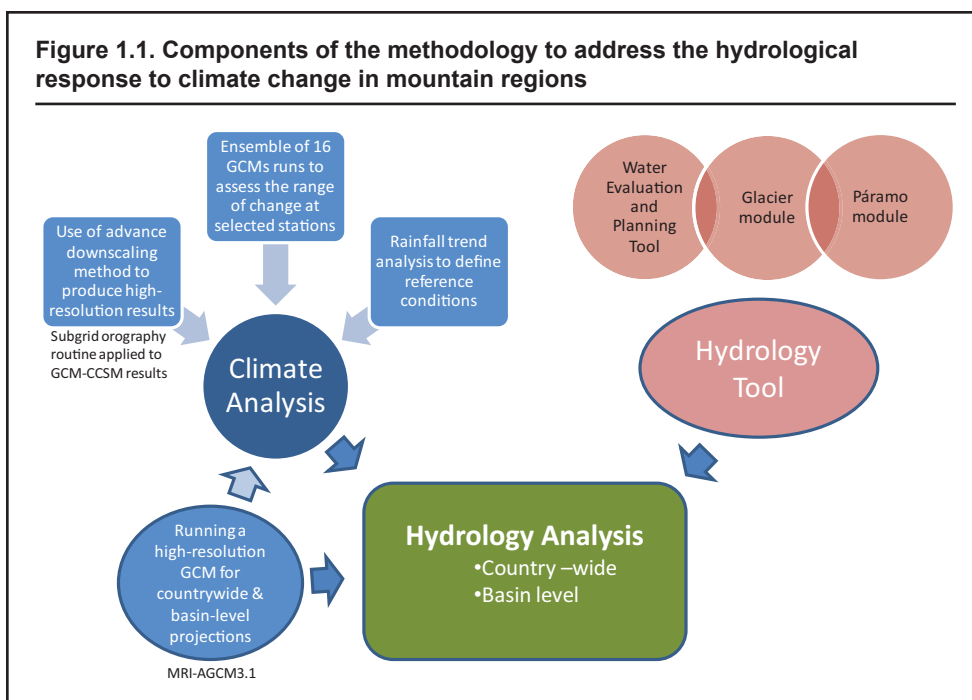 Figure 1.1. Components of the methodology to address the hydrological
response to climate change in mountain regions
Ensemble of 16
GCMs runs to
assess the range
of change at
selected stations
Use of advance
downscaling
method to
produce high-
resolution results
Subgrid orography
routine applied to
GCM-CCSM results
Rainfall trend
analysis to define
reference
conditions
Climate
Analysis
Water
Evaluation
and
Planning
Tool
Glacier
module
Páramo
module
Hydrology
Tool
Running a
high-resolution
GCM for
countrywide &
basin-level
projections
MRI-AGCM3.1
Hydrology Analysis
•Country –wide
•Basin level